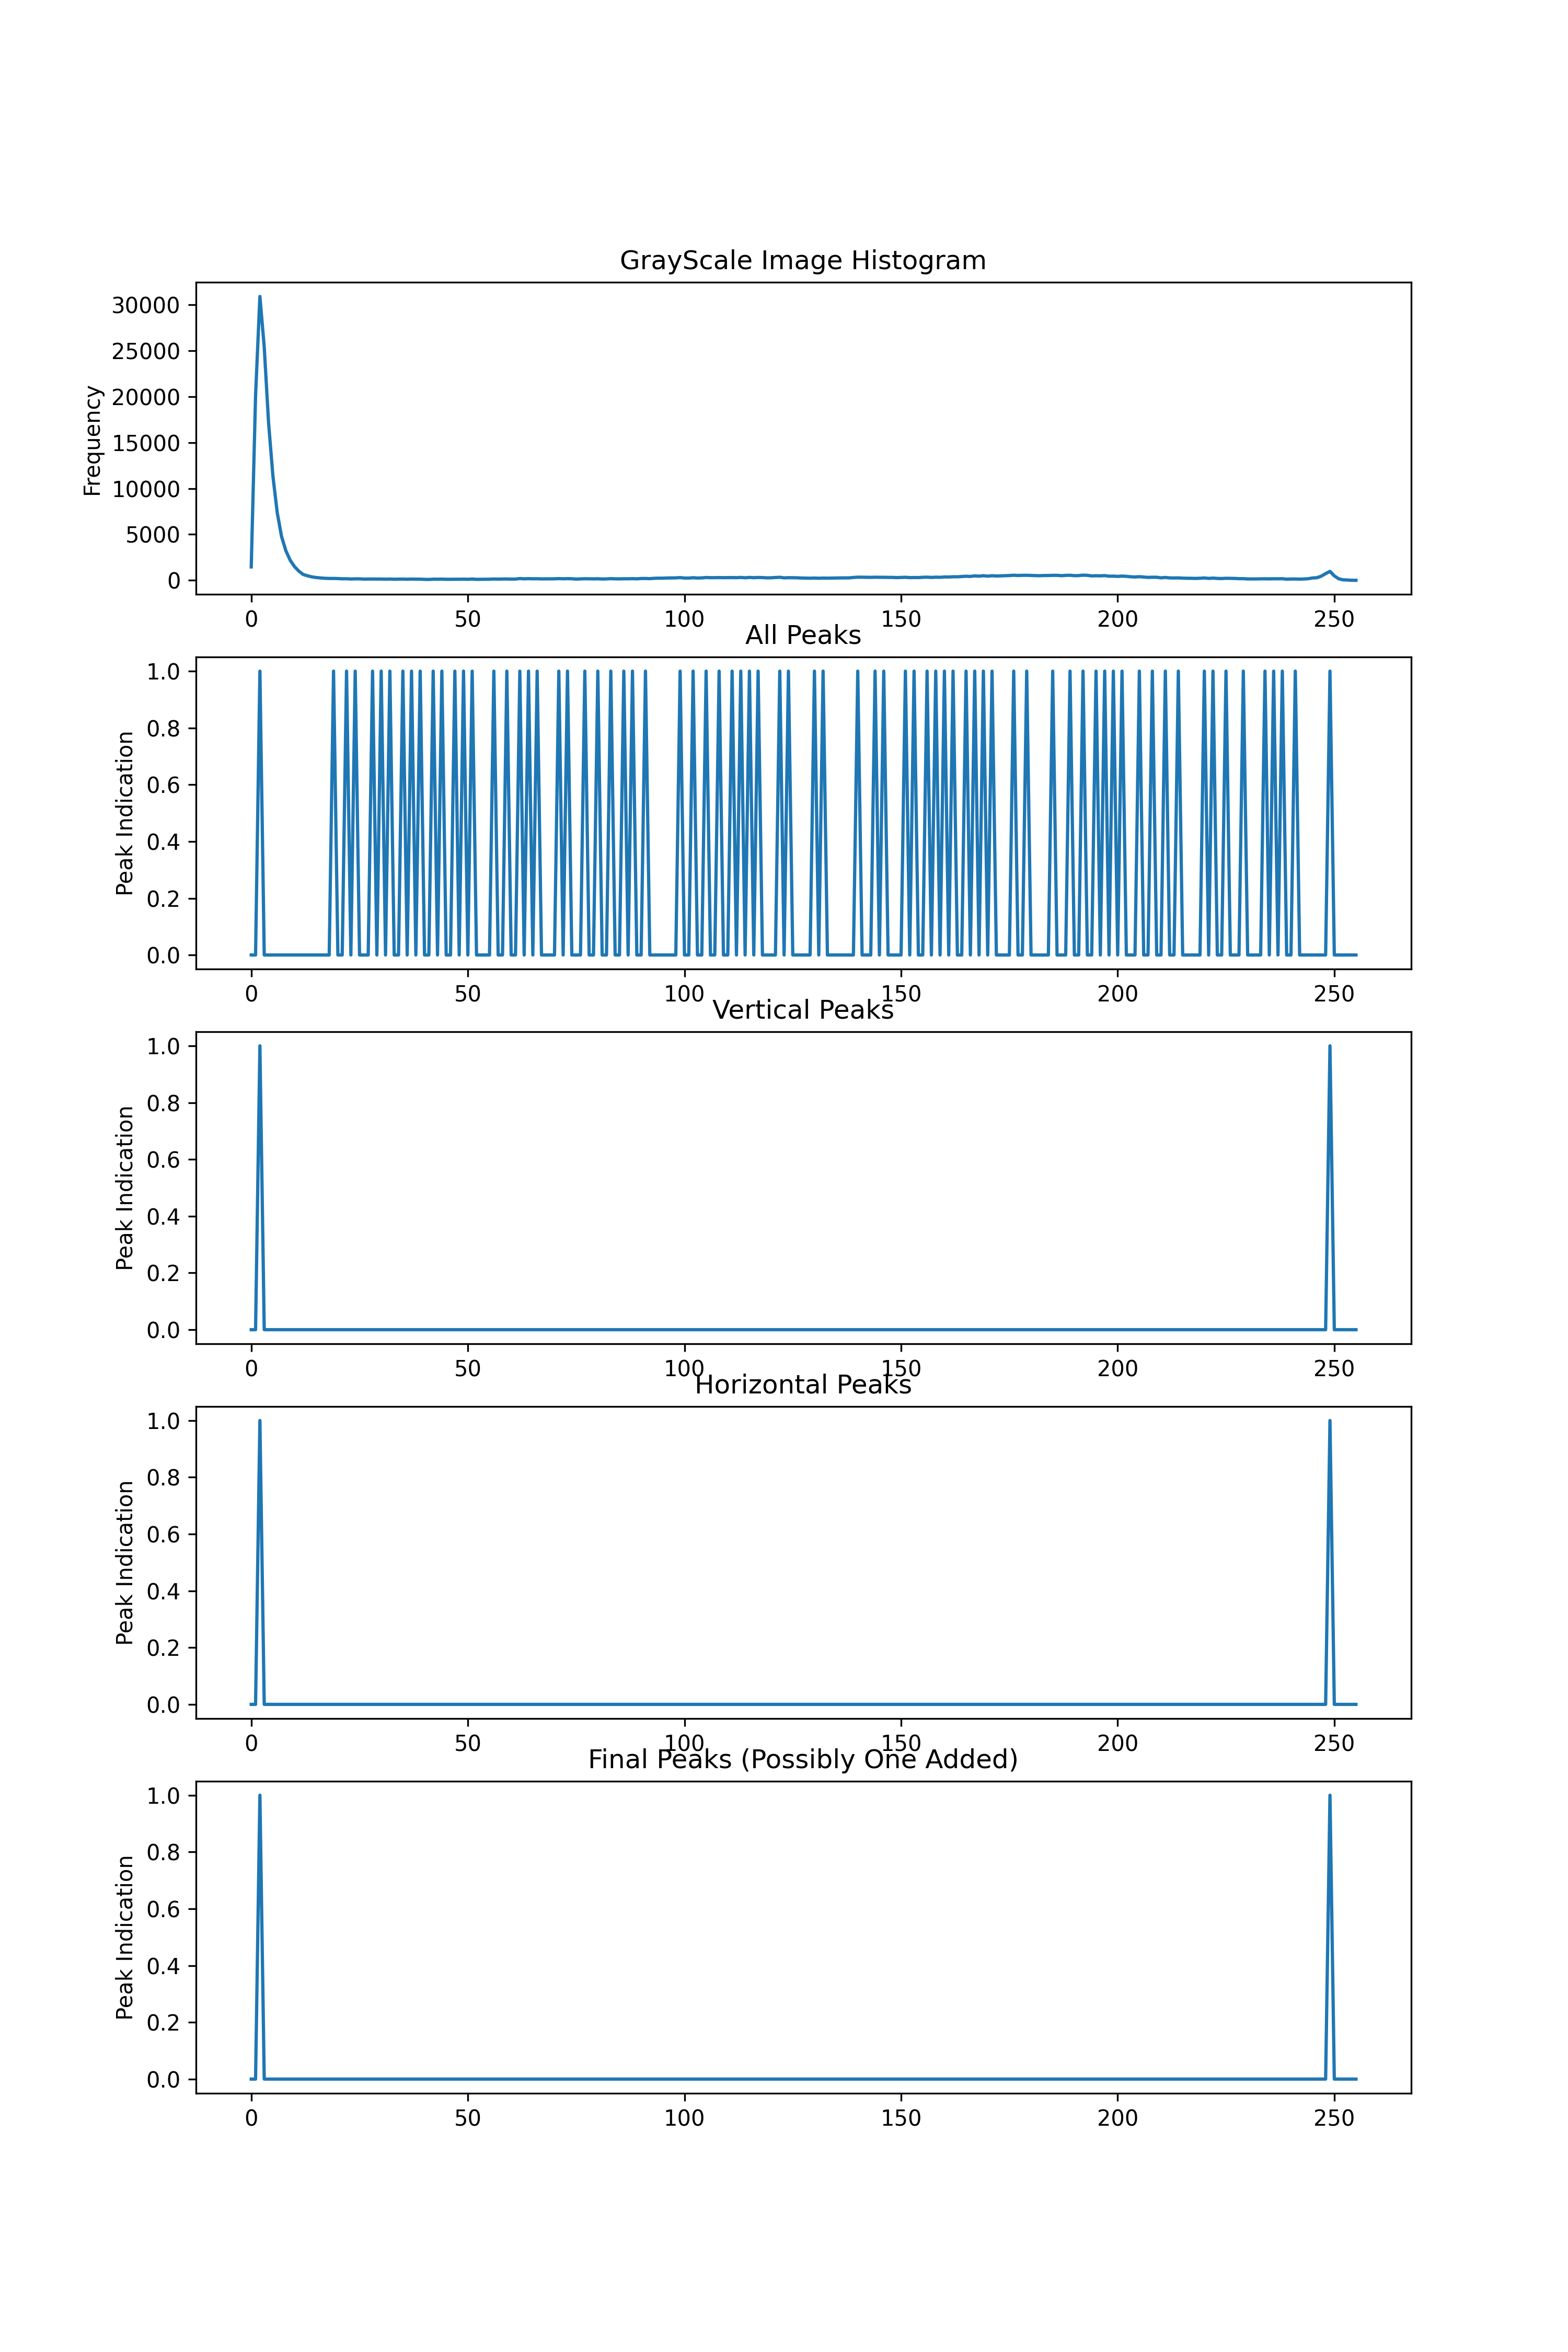 GrayScale Image Histogram
Frequency
30000
25000
20000
15000
10000
5000
0
0 50 100 150 200 250
All Peaks
Peak Indication
1.0
0.8
0.6
0.4
0.2
0.0
0 50 100 150 200 250
Vertical Peaks
Peak Indication
1.0
0.8
0.6
0.4
0.2
0.0
0 50 100 150 200 250
Horizontal Peaks
Peak Indication
1.0
0.8
0.6
0.4
0.2
0.0
0 50 100 150 200 250
Final Peaks (Possibly One Added)
Peak Indication
1.0
0.8
0.6
0.4
0.2
0.0
0 50 100 150 200 250